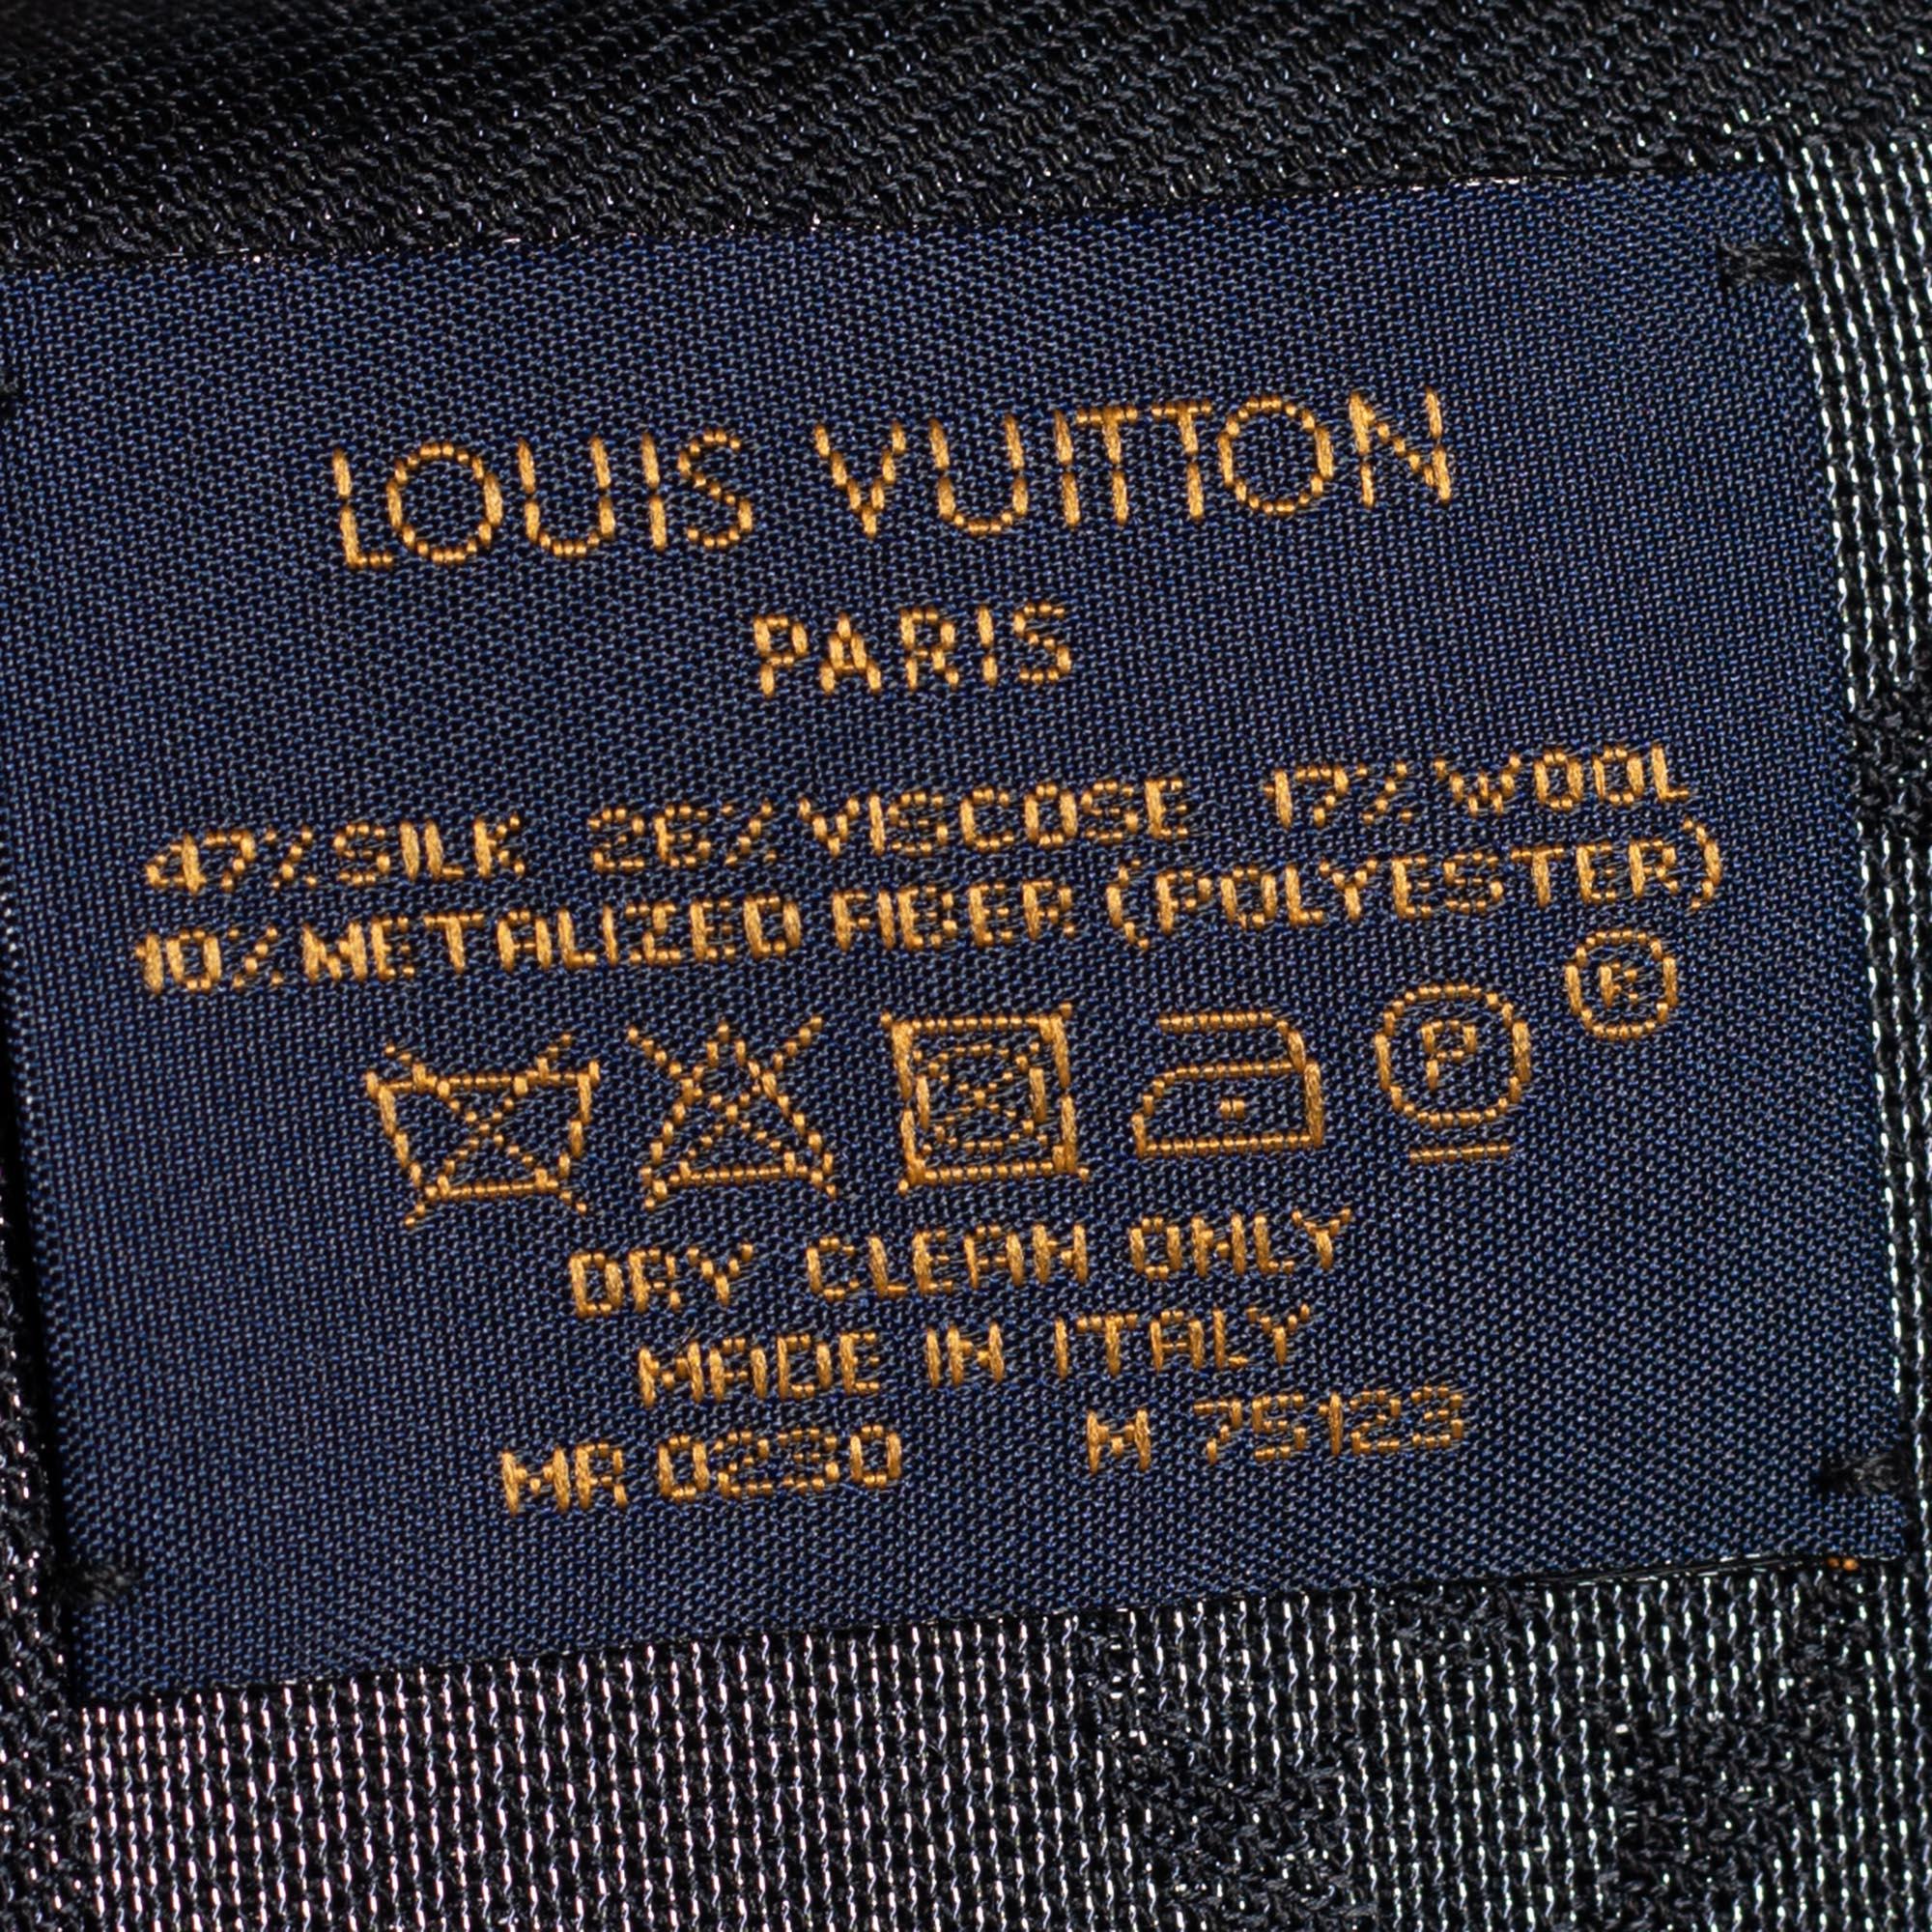 LOUIS VUITTON
PARIS
47% SILK 26% VISCOSE 17% WOOL
10% METALIZED FIBER (POLYESTER)
P ®
DRY CLEAN ONLY
MADE IN ITALY
MR 0230 M 75123